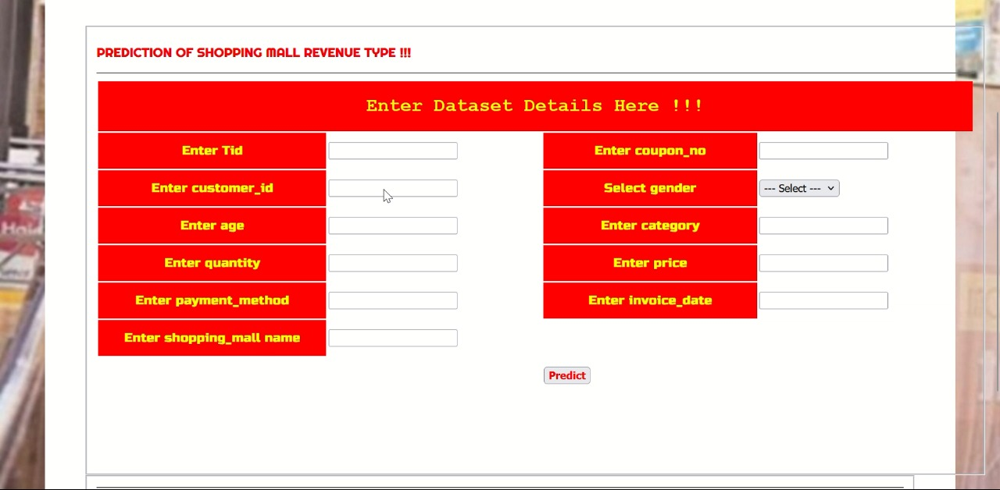 PREDICTION OF SHOPPING MALL REVENUE TYPE !!!
Enter Dataset Details Here !!!
Enter Tid
Enter coupon_no
Enter customer_id
Select gender
--- Select ---
Enter age
Enter category
Enter quantity
Enter price
Enter payment_method
Enter invoice_date
Enter shopping_mall name
Predict